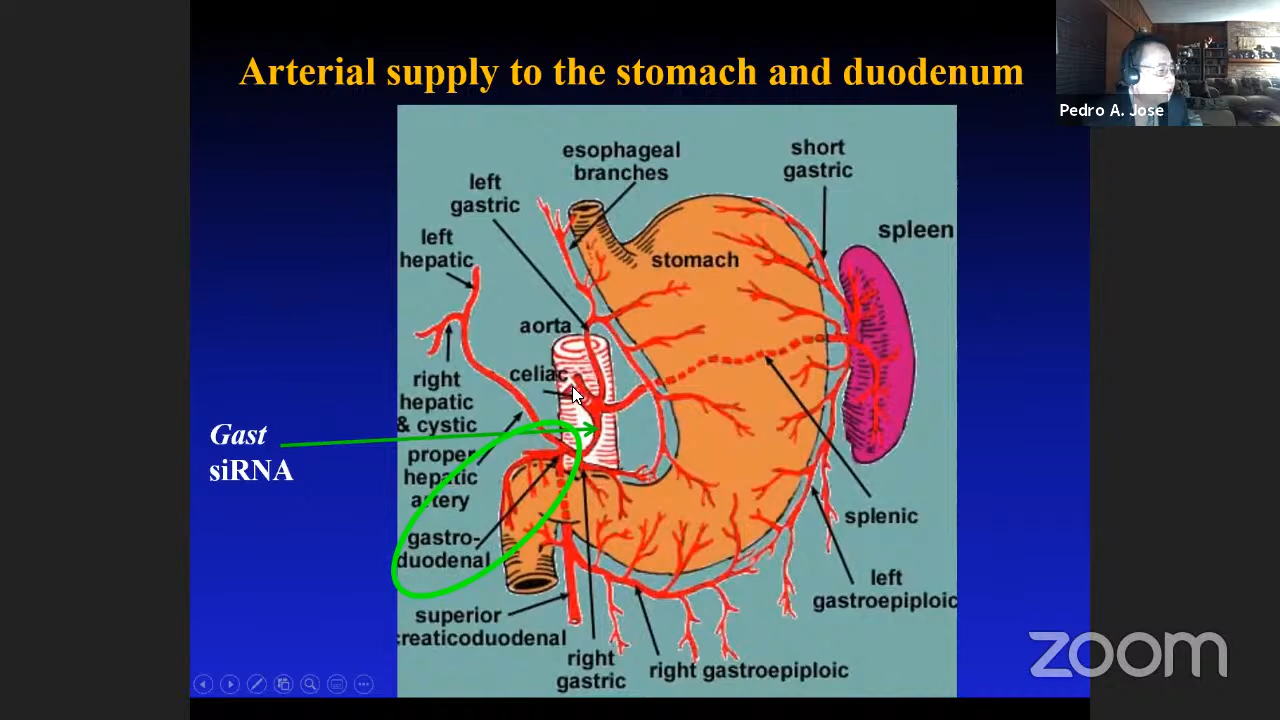 Arterial supply to the stomach and duodenum
Pedro A. Jose
esophageal
branches
short
gastric
left
gastric
left
hepatic
spleen
stomach
aorta
celiac
right
hepatic
& cystic
Gast
siRNA
proper
hepatic
artery
gastro-
duodenal
splenic
left
gastroepiploic
superior
creaticoduodenal
right
gastric
right gastroepiploic
zoom